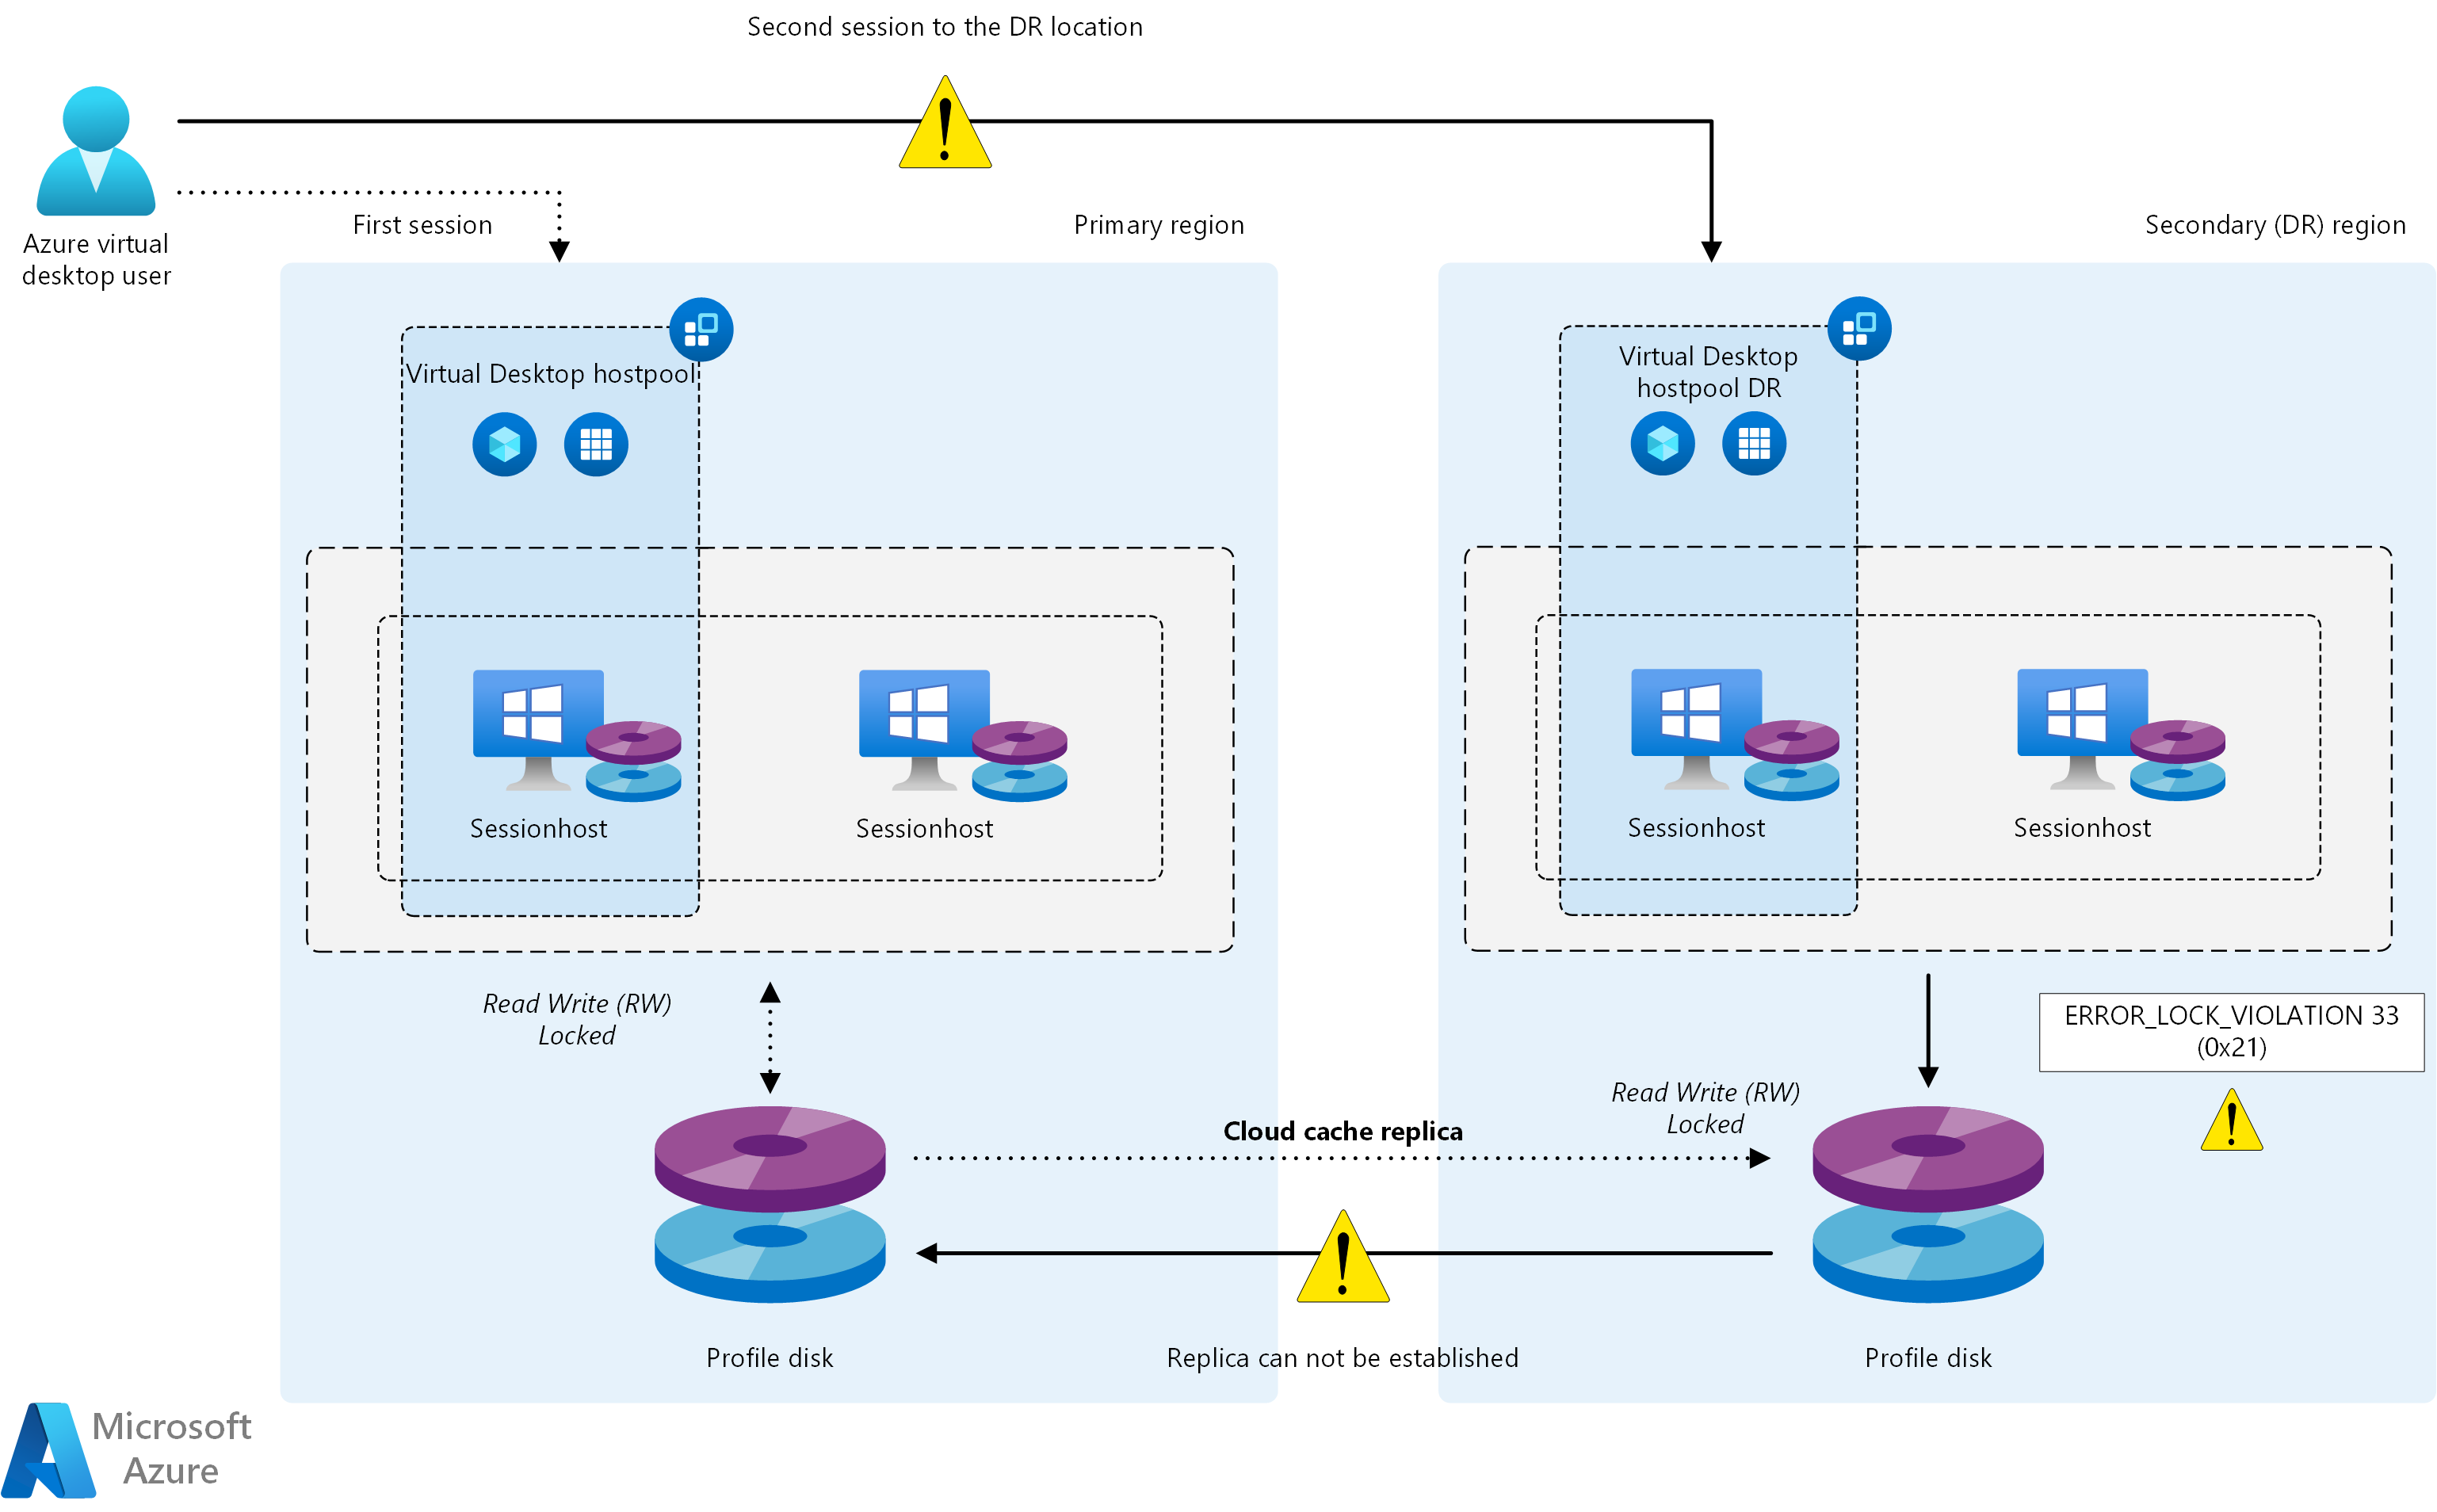 Second session to the DR location
Azure virtual
desktop user
First session
Primary region
Secondary (DR) region
Virtual Desktop hostpool
Virtual Desktop
hostpool DR
Sessionhost
Sessionhost
Sessionhost
Sessionhost
Read Write (RW)
Locked
ERROR_LOCK_VIOLATION 33
(0x21)
Read Write (RW)
Locked
Cloud cache replica
Profile disk
Replica can not be established
Profile disk
Microsoft
Azure